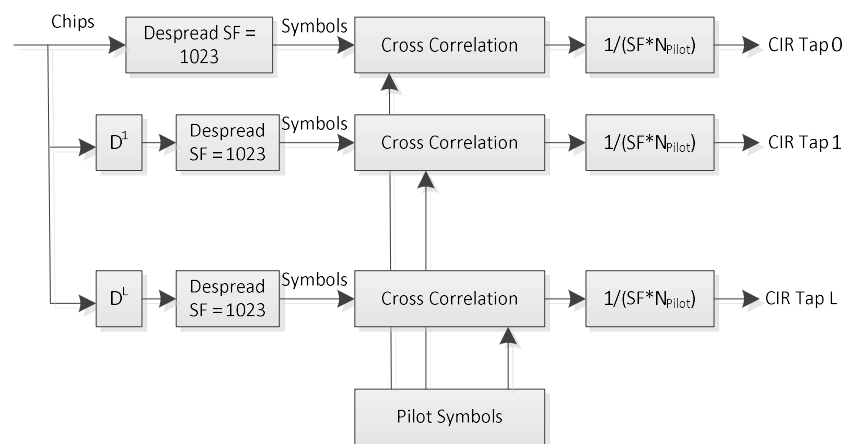 Chips
Despread SF =
1023
Symbols
Cross Correlation
1/(SF*NPilot)
CIR Tap 0
D1
Despread
SF = 1023
Symbols
Cross Correlation
1/(SF*NPilot)
CIR Tap 1
DL
Despread
SF = 1023
Symbols
Cross Correlation
1/(SF*NPilot)
CIR Tap L
Pilot Symbols